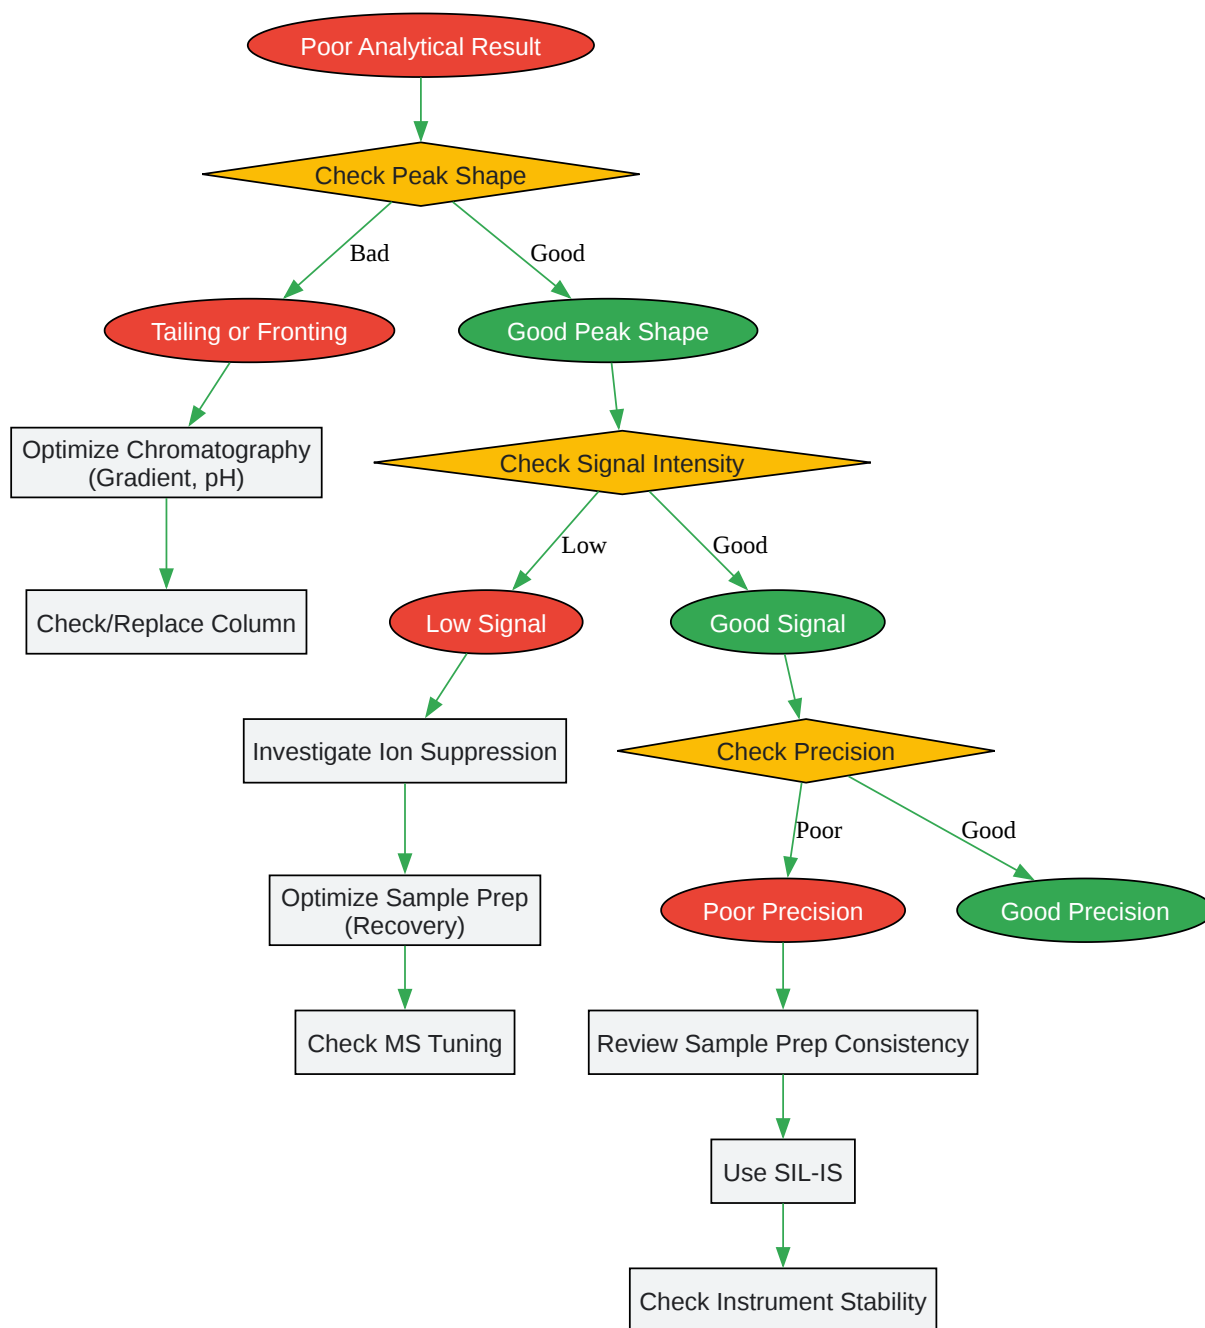 Poor Analytical Result
Check Peak Shape
Bad
Good
Tailing or Fronting
Good Peak Shape
Optimize Chromatography
(Gradient, pH)
Check Signal Intensity
Low
Good
Check/Replace Column
Low Signal
Good Signal
Investigate Ion Suppression
Check Precision
Poor
Good
Optimize Sample Prep
(Recovery)
Poor Precision
Good Precision
Check MS Tuning
Review Sample Prep Consistency
Use SIL-IS
Check Instrument Stability